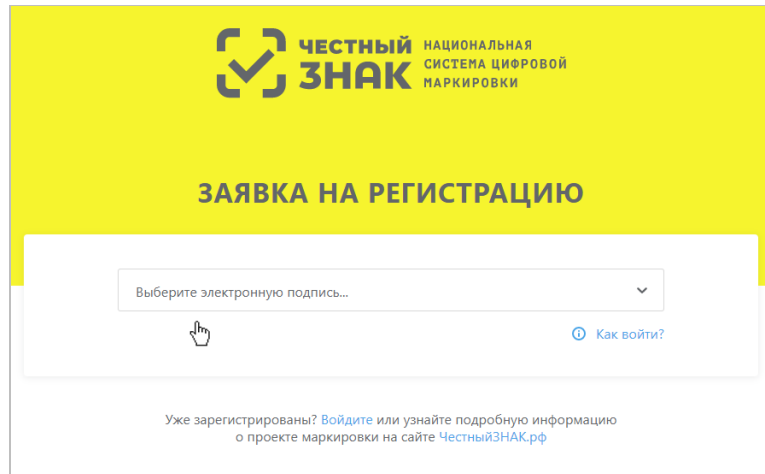 ЧЕСТНЫЙ
ЗНАК
НАЦИОНАЛЬНАЯ
СИСТЕМА ЦИФРОВОЙ
МАРКИРОВКИ
ЗАЯВКА НА РЕГИСТРАЦИЮ
Выберите электронную подпись...
Как войти?
Уже зарегистрированы? Войдите или узнайте подробную информацию
о проекте маркировки на сайте ЧестныйЗНАК.рф